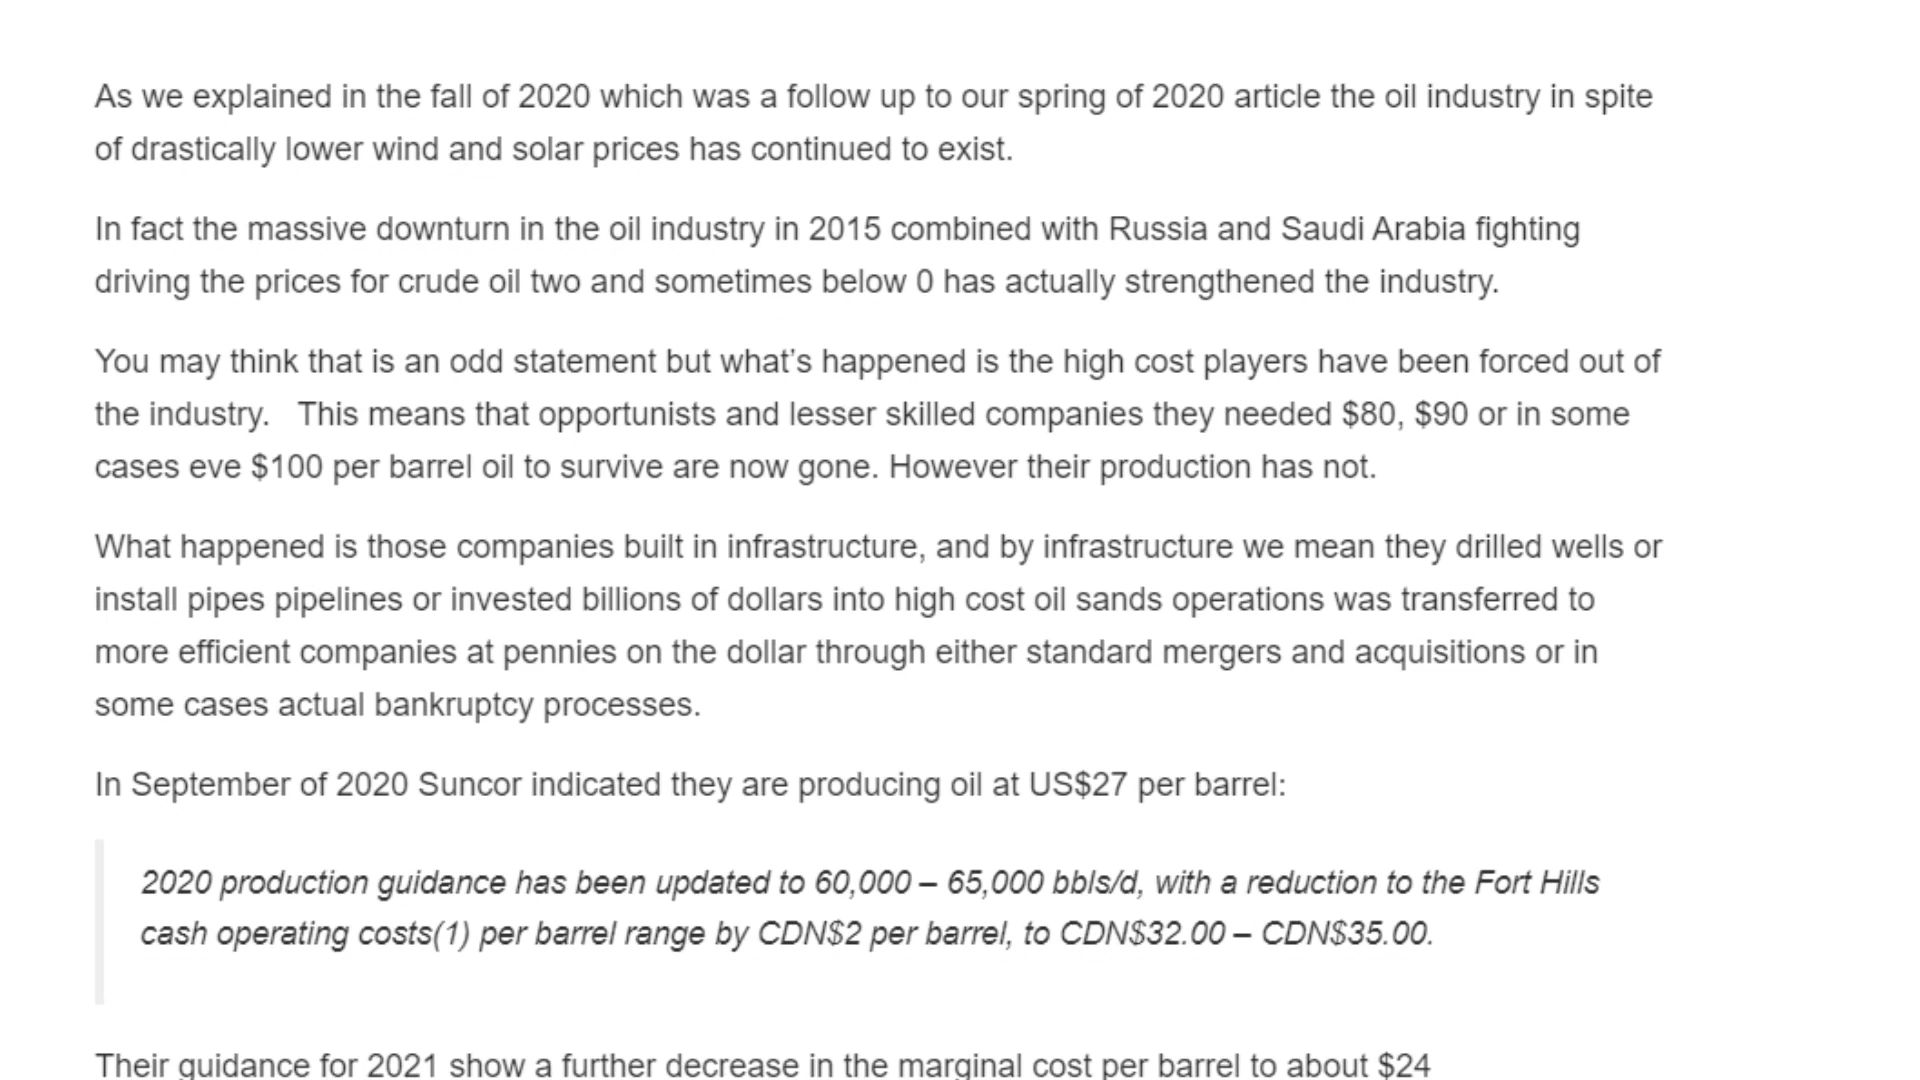 As we explained in the fall of 2020 which was a follow up to our spring of 2020 article the oil industry in spite
of drastically lower wind and solar prices has continued to exist.
In fact the massive downturn in the oil industry in 2015 combined with Russia and Saudi Arabia fighting
driving the prices for crude oil two and sometimes below 0 has actually strengthened the industry.
You may think that is an odd statement but what’s happened is the high cost players have been forced out of
the industry.   This means that opportunists and lesser skilled companies they needed $80, $90 or in some
cases eve $100 per barrel oil to survive are now gone. However their production has not.
What happened is those companies built in infrastructure, and by infrastructure we mean they drilled wells or
install pipes pipelines or invested billions of dollars into high cost oil sands operations was transferred to
more efficient companies at pennies on the dollar through either standard mergers and acquisitions or in
some cases actual bankruptcy processes.
In September of 2020 Suncor indicated they are producing oil at US$27 per barrel:
2020 production guidance has been updated to 60,000 – 65,000 bbls/d, with a reduction to the Fort Hills
cash operating costs(1) per barrel range by CDN$2 per barrel, to CDN$32.00 – CDN$35.00.
Their guidance for 2021 show a further decrease in the marginal cost per barrel to about $24